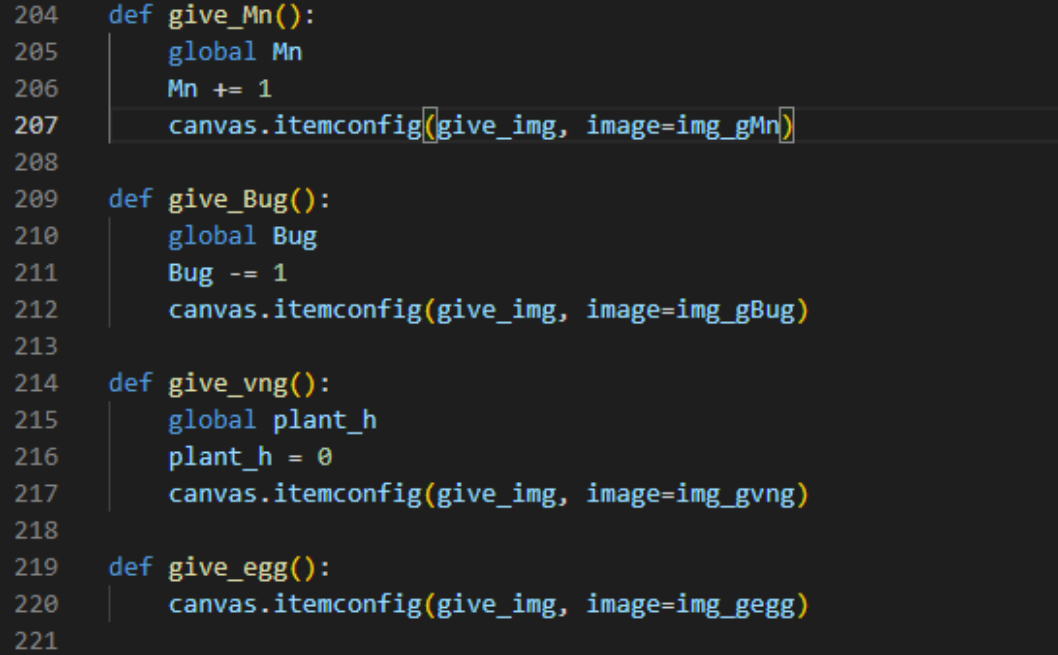 204 def give_Mn():
205 global Mn
206 Mn += 1
207 canvas.itemconfig(give_img, image=img_gMn)
208
209 def give_Bug():
210 global Bug
211 Bug -= 1
212 canvas.itemconfig(give_img, image=img_gBug)
213
214 def give_vng():
215 global plant_h
216 plant_h = 0
217 canvas.itemconfig(give_img, image=img_gvng)
218
219 def give_egg():
220 canvas.itemconfig(give_img, image=img_gegg)
221